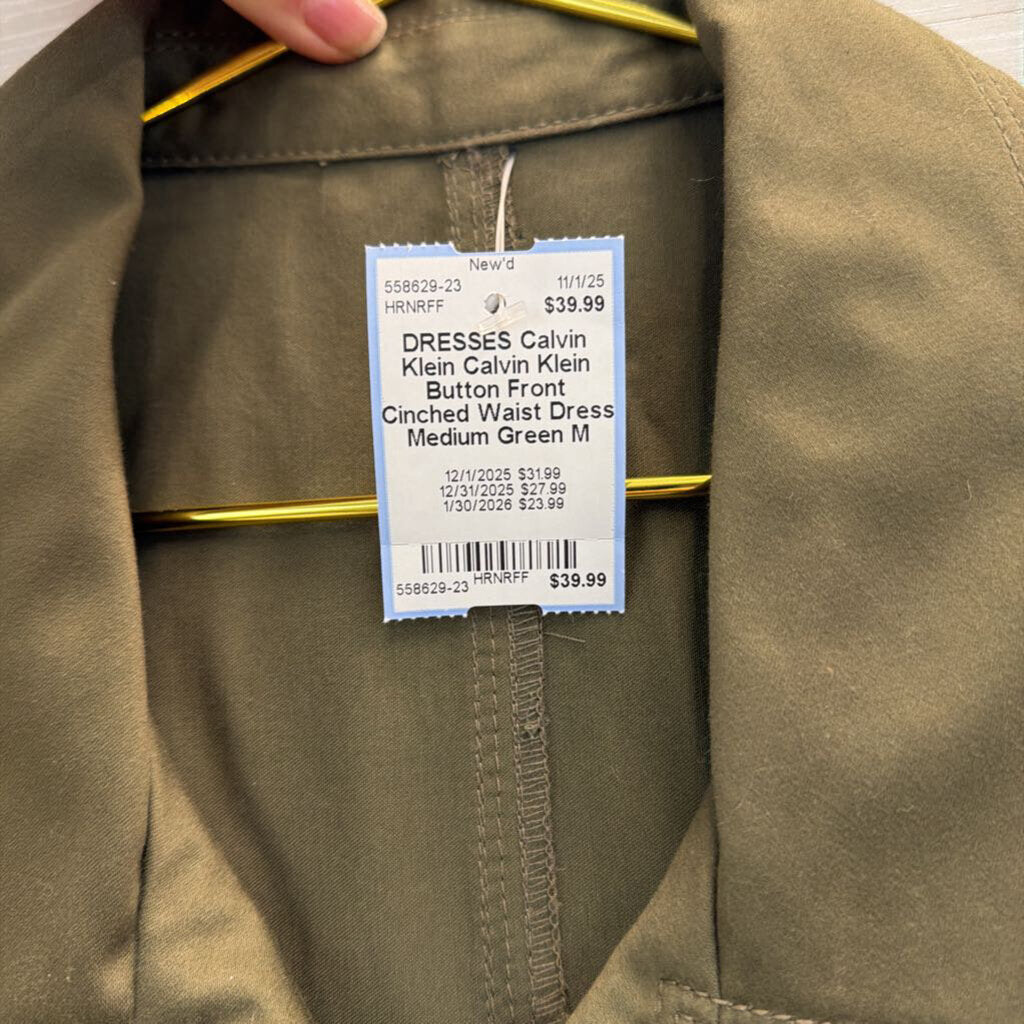 New'd
558629-23 11/1/25
HRNRFF $39.99
DRESSES Calvin
Klein Calvin Klein
Button Front
Cinched Waist Dress
Medium Green M
12/1/2025 $31.99
12/31/2025 $27.99
1/30/2026 $23.99
558629-23 HRNRFF $39.99